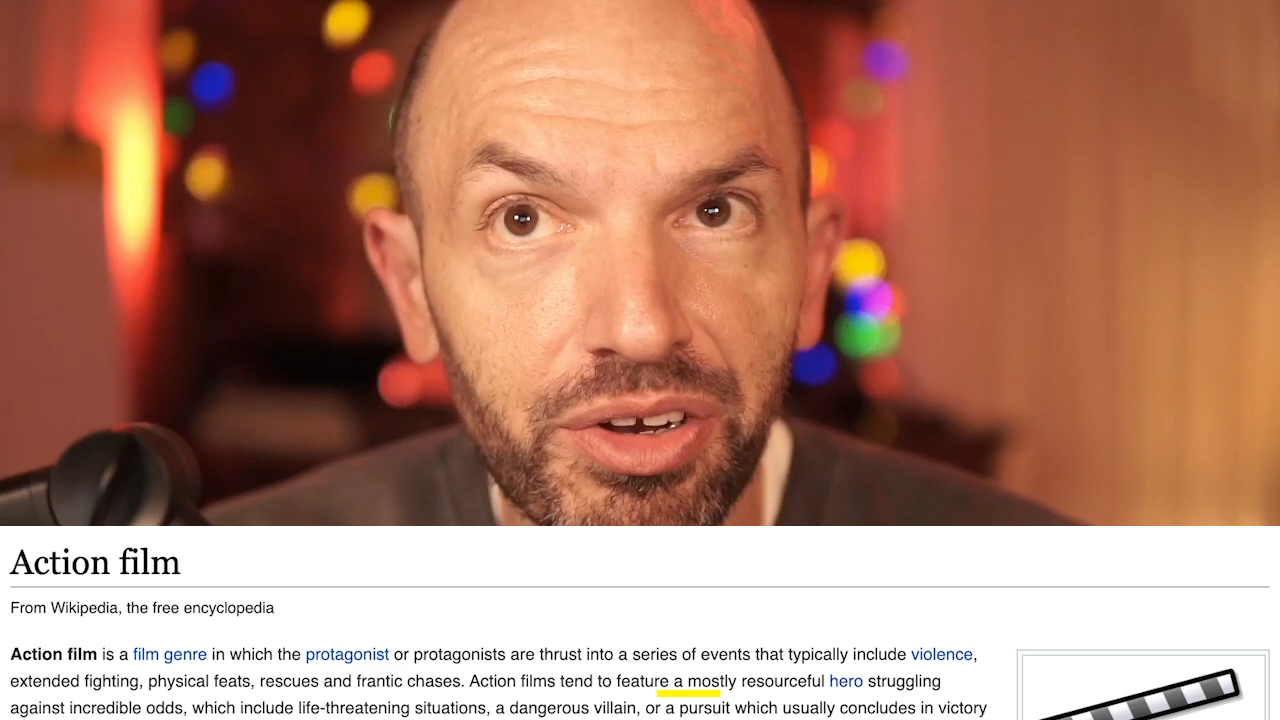 Action film
From Wikipedia, the free encyclopedia
Action film is a film genre in which the protagonist or protagonists are thrust into a series of events that typically include violence,
extended fighting, physical feats, rescues and frantic chases. Action films tend to feature a mostly resourceful hero struggling
against incredible odds, which include life-threatening situations, a dangerous villain, or a pursuit which usually concludes in victory